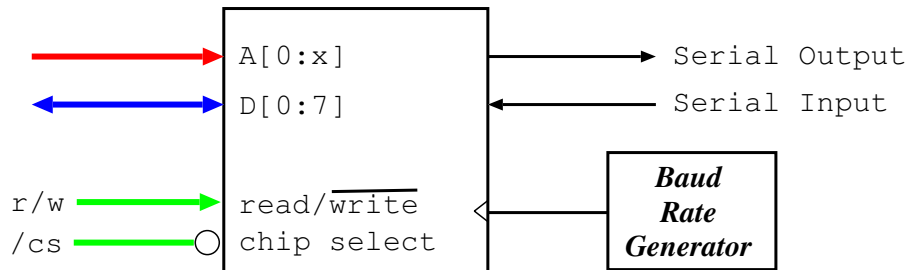 A[0:x]
Serial Output
D[0:7]
Serial Input
Baud
Rate
Generator
r/w
read/write
/cs
chip select